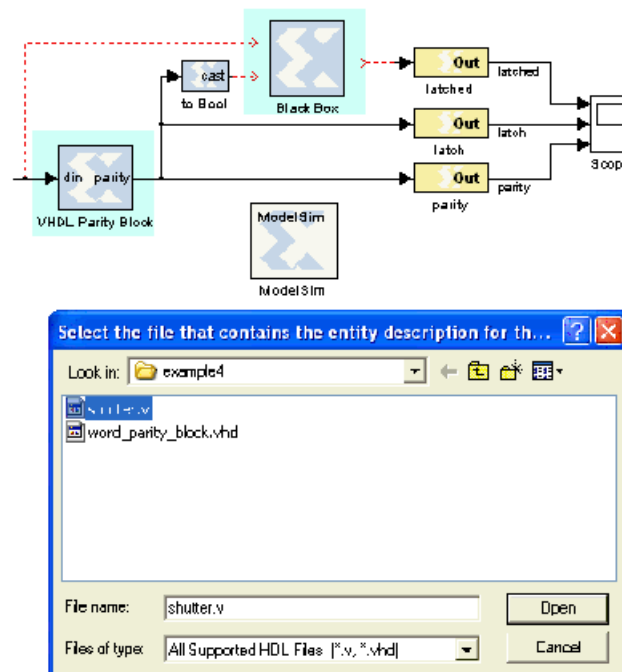 cast
Out
latched
to Bool
Black Box
latched
Out
latch
latch
din parity
Out
parity
Scop
VHDL Parity Block
parity
ModelSim
ModelSim
Select the file that contains the entity description for th...
Look in: example4
shutter.v
word_parity_block.vhd
File name: shutter.v
Open
Files of type: All Supported HDL Files (*.v, *.vhd)
Cancel